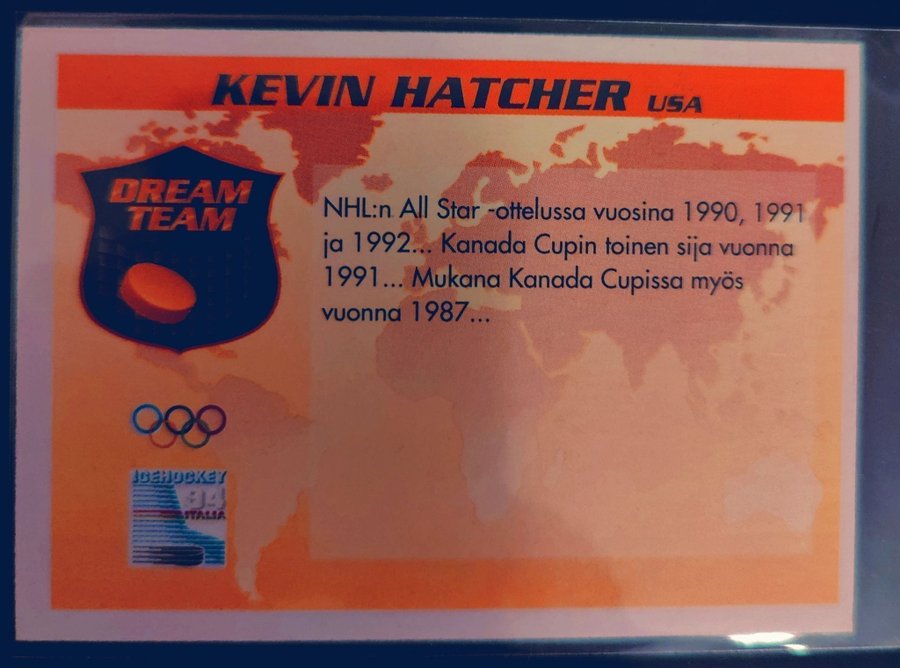 KEVIN HATCHER USA
DREAM
TEAM
NHL:n All Star -ottelussa vuosina 1990, 1991
ja 1992... Kanada Cupin toinen sija vuonna
1991... Mukana Kanada Cupissa myös
vuonna 1987...
ICEHOCKEY
94
ITALIA